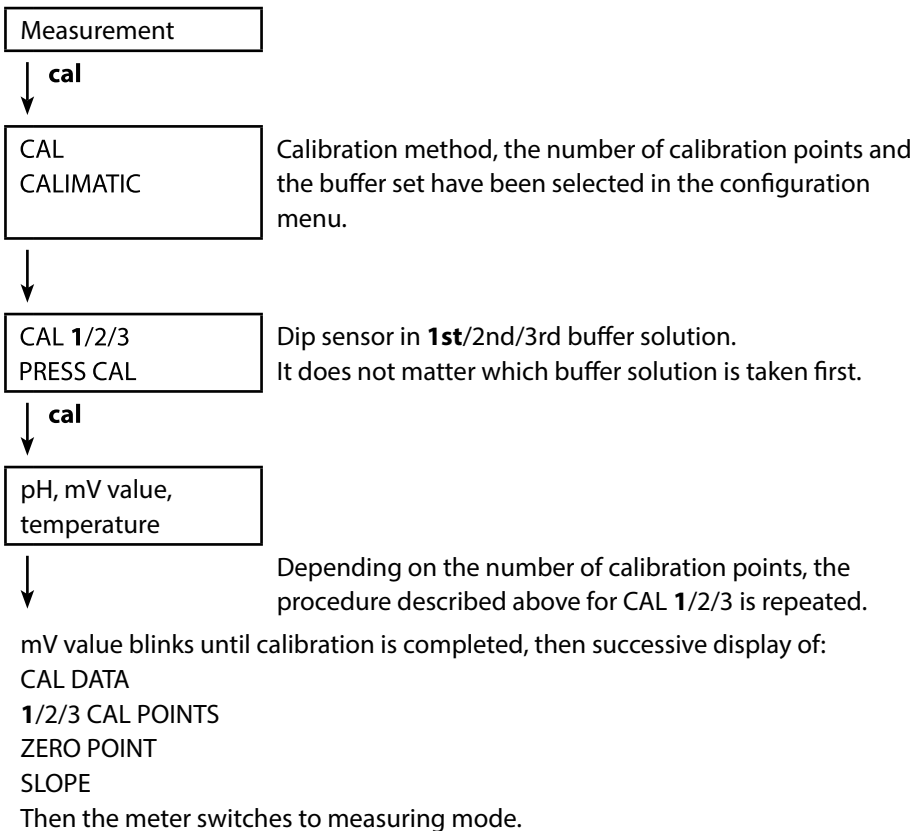 Measurement
cal
CAL
CALIMATIC
Calibration method, the number of calibration points and
the buffer set have been selected in the configuration
menu.
CAL 1/2/3
PRESS CAL
Dip sensor in 1st/2nd/3rd buffer solution.
It does not matter which buffer solution is taken first.
cal
pH, mV value,
temperature
Depending on the number of calibration points, the
procedure described above for CAL 1/2/3 is repeated.
mV value blinks until calibration is completed, then successive display of:
CAL DATA
1/2/3 CAL POINTS
ZERO POINT
SLOPE
Then the meter switches to measuring mode.